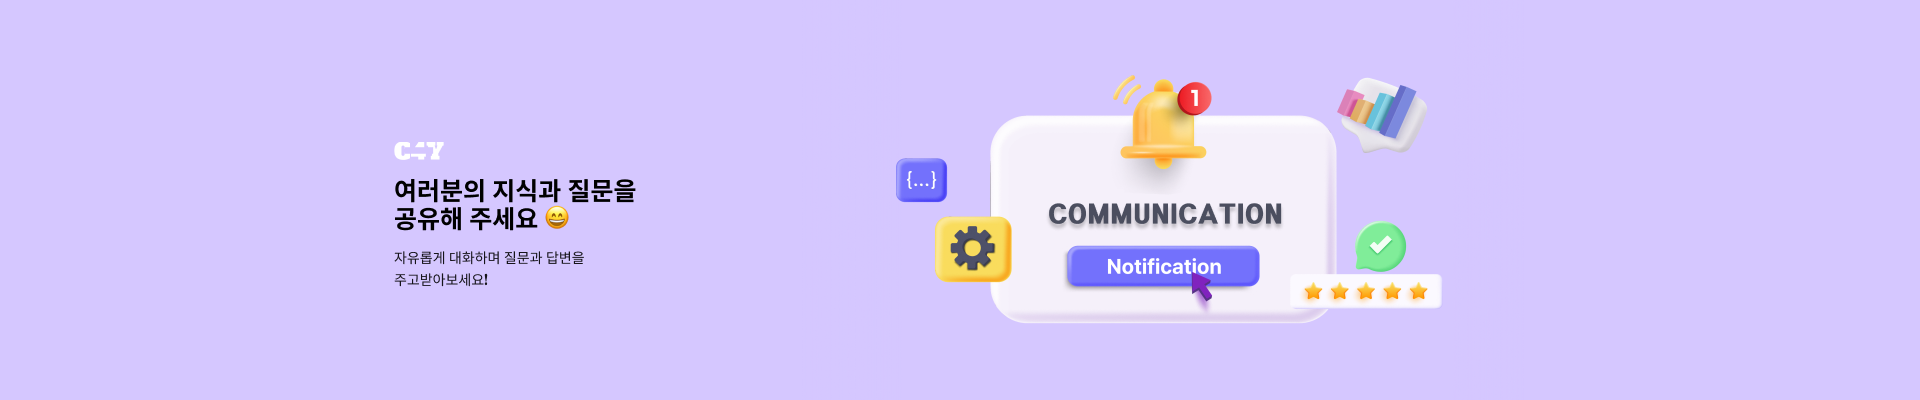 C4Y
여러분의 지식과 질문을
공유해 주세요 😄
자유롭게 대화하며 질문과 답변을
주고받아보세요!
1
{...}
COMMUNICATION
Notification